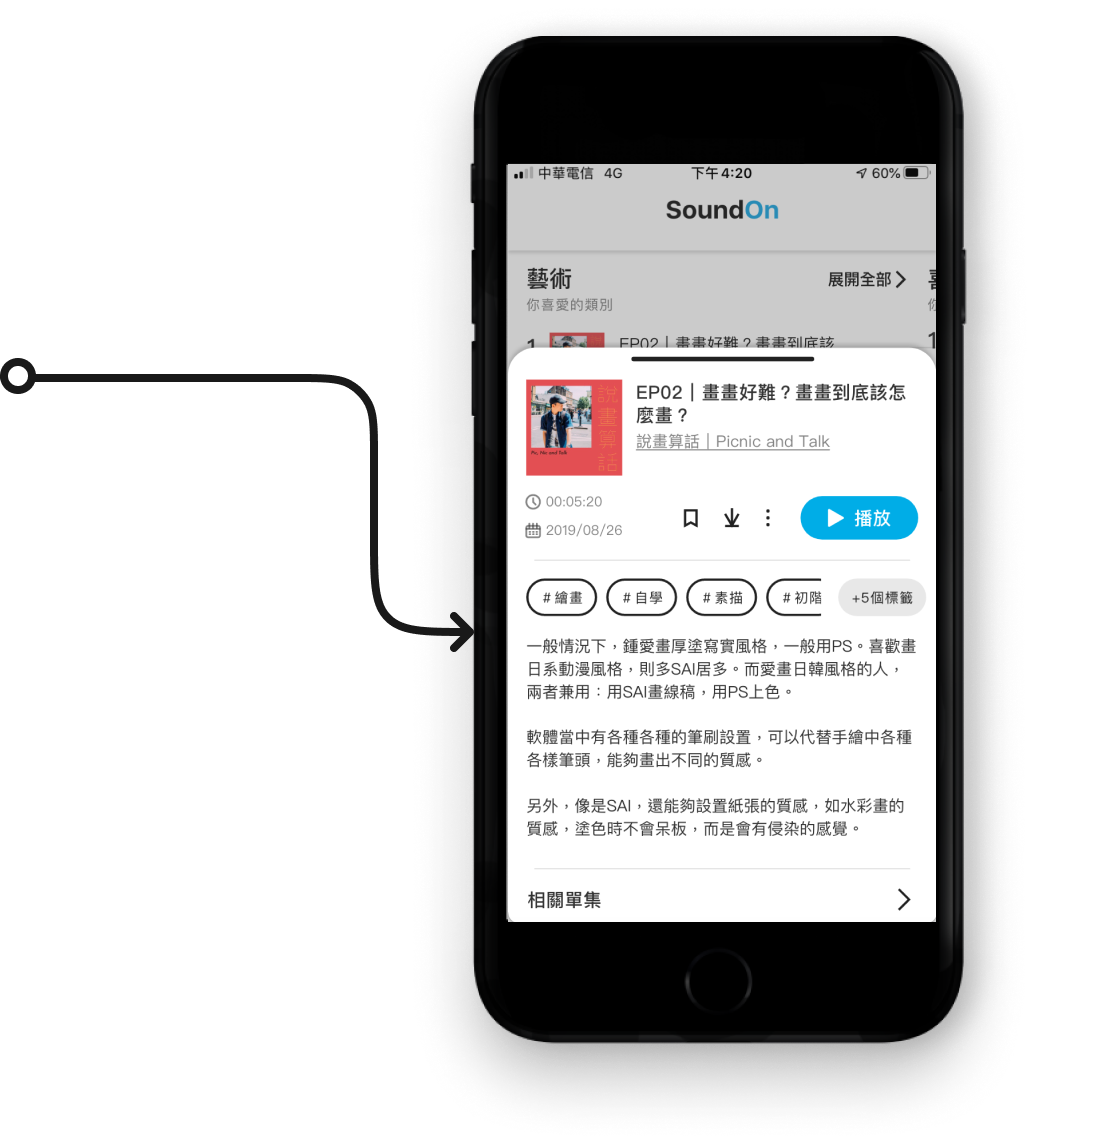 中華電信 4G 下午4:20 60%
SoundOn
藝術 展開全部
你喜愛的類別
1 EP02｜畫畫好難？畫畫到底該
EP02｜畫畫好難？畫畫到底該怎
麼畫？
說畫算話｜Picnic and Talk
說畫算話
Pic, Me and Talk
00:05:20
2019/08/26
播放
# 繪畫 # 自學 # 素描 # 初階 +5個標籤
一般情況下，鍾愛畫厚塗寫實風格，一般用PS。喜歡畫
日系動漫風格，則多SAI居多。而愛畫日韓風格的人，
兩者兼用：用SAI畫線稿，用PS上色。
軟體當中有各種各種的筆刷設置，可以代替手繪中各種
各樣筆頭，能夠畫出不同的質感。
另外，像是SAI，還能夠設置紙張的質感，如水彩畫的
質感，塗色時不會呆板，而是會有侵染的感覺。
相關單集